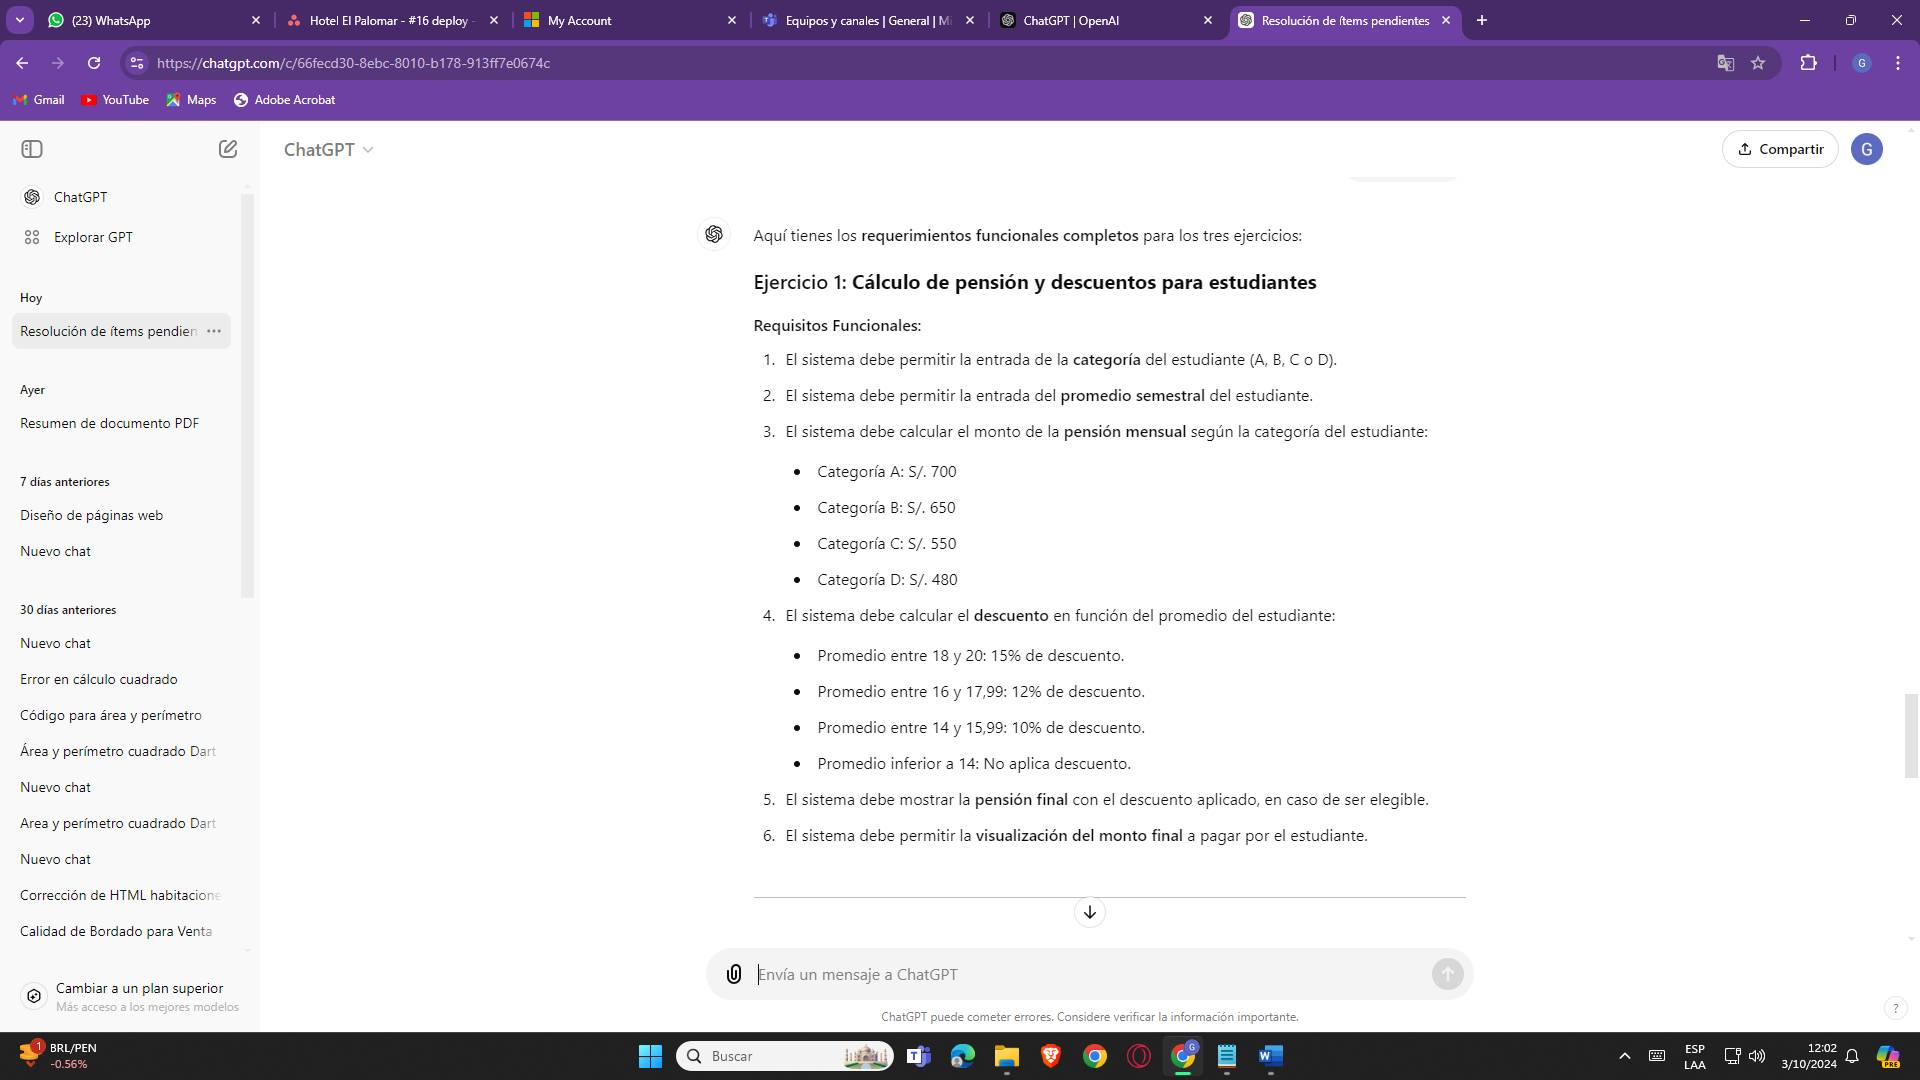 (23) WhatsApp
Hotel El Palomar - #16 deploy -
My Account
Equipos y canales | General | Mi
ChatGPT | OpenAI
Resolución de ítems pendientes
https://chatgpt.com/c/66fecd30-8ebc-8010-b178-913ff7e0674c
G
Gmail
YouTube
Maps
Adobe Acrobat
ChatGPT
Compartir
G
ChatGPT
Explorar GPT
Hoy
Resolución de ítems pendien
Ayer
Resumen de documento PDF
7 días anteriores
Diseño de páginas web
Nuevo chat
30 días anteriores
Nuevo chat
Error en cálculo cuadrado
Código para área y perímetro
Área y perímetro cuadrado Dart
Nuevo chat
Area y perímetro cuadrado Dart
Nuevo chat
Corrección de HTML habitacione
Calidad de Bordado para Venta
Cambiar a un plan superior
Más acceso a los mejores modelos
Aquí tienes los requerimientos funcionales completos para los tres ejercicios:
Ejercicio 1: Cálculo de pensión y descuentos para estudiantes
Requisitos Funcionales:
1. El sistema debe permitir la entrada de la categoría del estudiante (A, B, C o D).
2. El sistema debe permitir la entrada del promedio semestral del estudiante.
3. El sistema debe calcular el monto de la pensión mensual según la categoría del estudiante:
• Categoría A: S/. 700
• Categoría B: S/. 650
• Categoría C: S/. 550
• Categoría D: S/. 480
4. El sistema debe calcular el descuento en función del promedio del estudiante:
• Promedio entre 18 y 20: 15% de descuento.
• Promedio entre 16 y 17,99: 12% de descuento.
• Promedio entre 14 y 15,99: 10% de descuento.
• Promedio inferior a 14: No aplica descuento.
5. El sistema debe mostrar la pensión final con el descuento aplicado, en caso de ser elegible.
6. El sistema debe permitir la visualización del monto final a pagar por el estudiante.
Envía un mensaje a ChatGPT
ChatGPT puede cometer errores. Considere verificar la información importante.
?
1
BRL/PEN
-0.56%
Buscar
G
ESP
LAA
12:02
3/10/2024
PRE